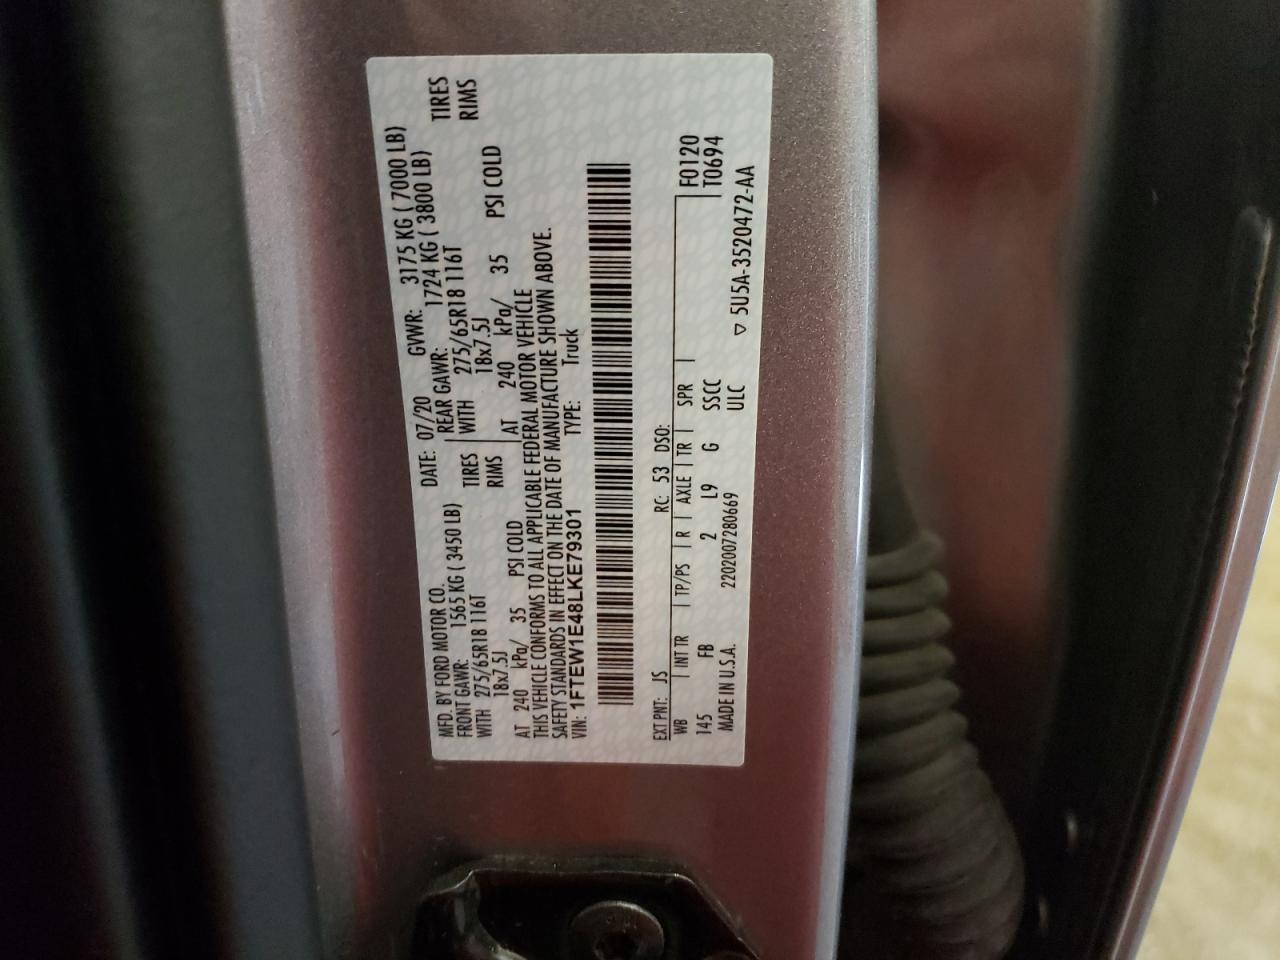 MFD. BY FORD MOTOR CO. DATE: 07/20 GVWR: 3175 KG ( 7000 LB)
FRONT GAWR: 1565 KG ( 3450 LB) REAR GAWR: 1724 KG ( 3800 LB)
WITH 275/65R18 116T TIRES WITH 275/65R18 116T TIRES
18x7.5J RIMS 18x7.5J RIMS
AT 240 kPa/ 35 PSI COLD AT 240 kPa/ 35 PSI COLD
THIS VEHICLE CONFORMS TO ALL APPLICABLE FEDERAL MOTOR VEHICLE
SAFETY STANDARDS IN EFFECT ON THE DATE OF MANUFACTURE SHOWN ABOVE.
VIN: 1FTEW1E48LKE79301 TYPE: Truck
EXT PNT: JS RC: 53 DSO:
WB | INT TR | TP/PS | R | AXLE | TR | SPR | F0120
145 FB 2 L9 G SSCC T0694
MADE IN U.S.A. 2202007280669 ULC ▽ 5U5A-3520472-AA